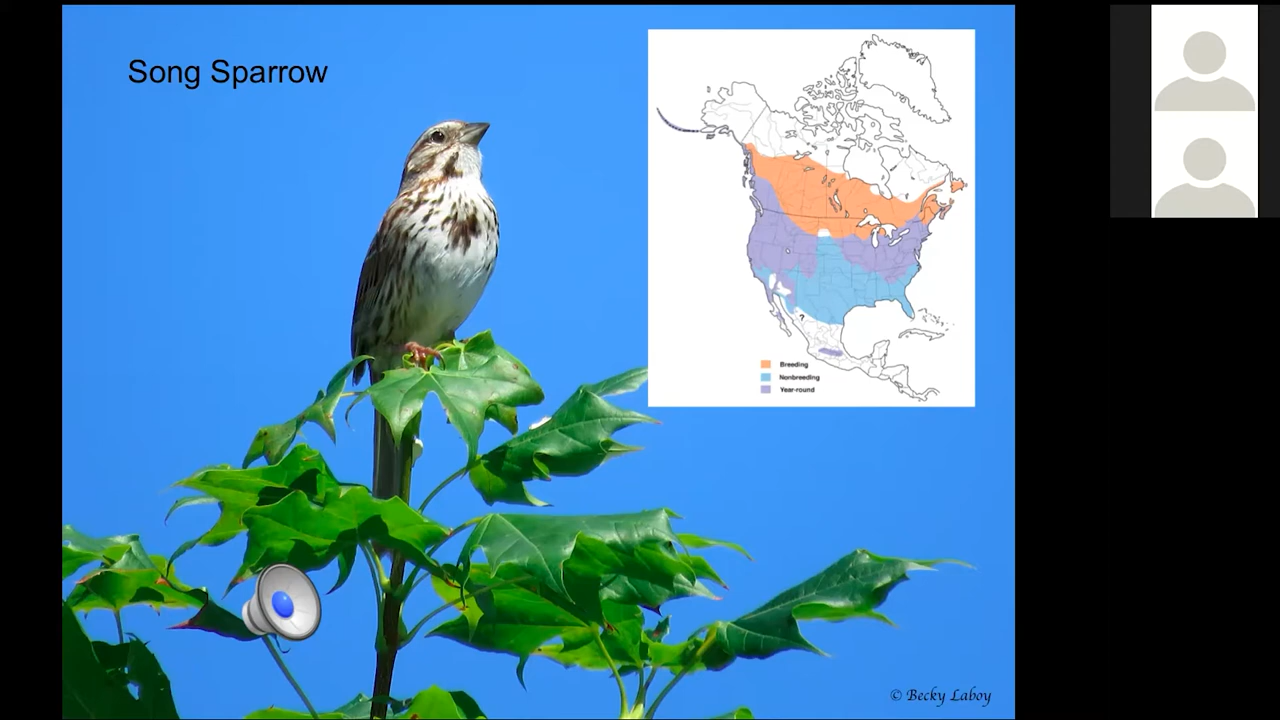 Song Sparrow
?
Breeding
Nonbreeding
Year-round
© Becky Laboy